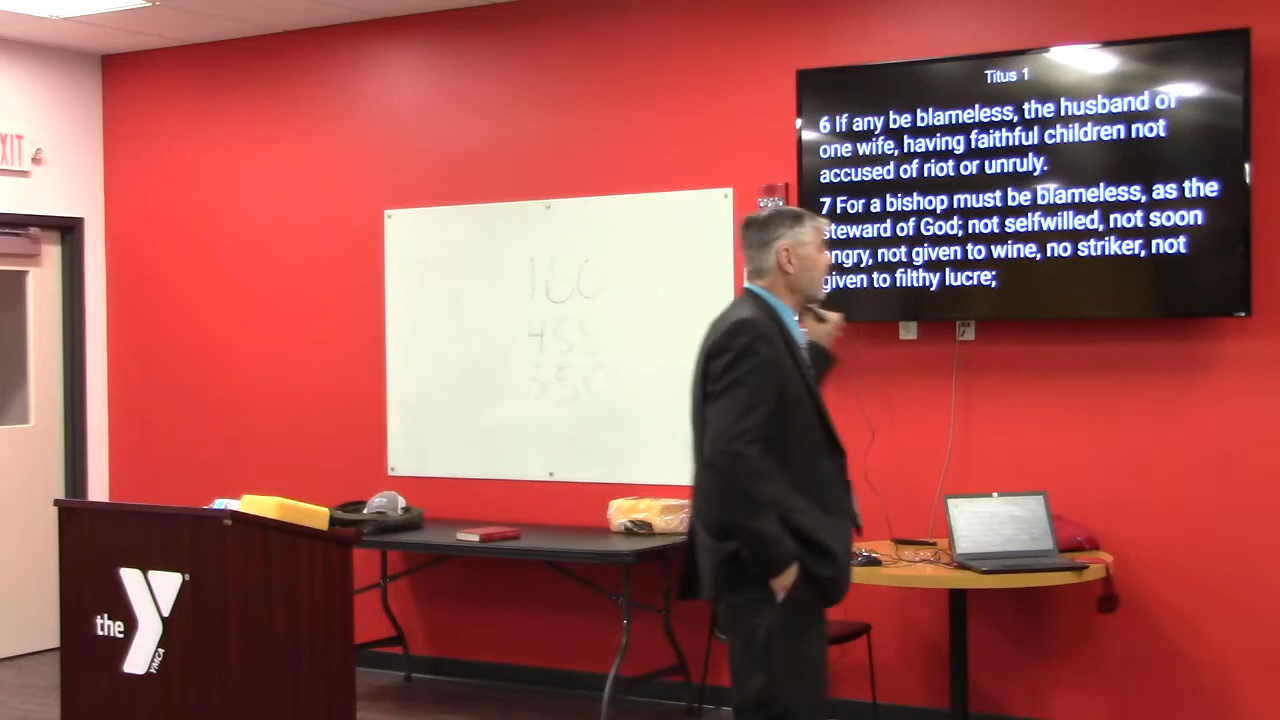 EXIT
Titus 1
6 If any be blameless, the husband of
one wife, having faithful children not
accused of riot or unruly.
7 For a bishop must be blameless, as the
steward of God; not selfwilled, not soon
angry, not given to wine, no striker, not
given to filthy lucre;
the Y
YMCA